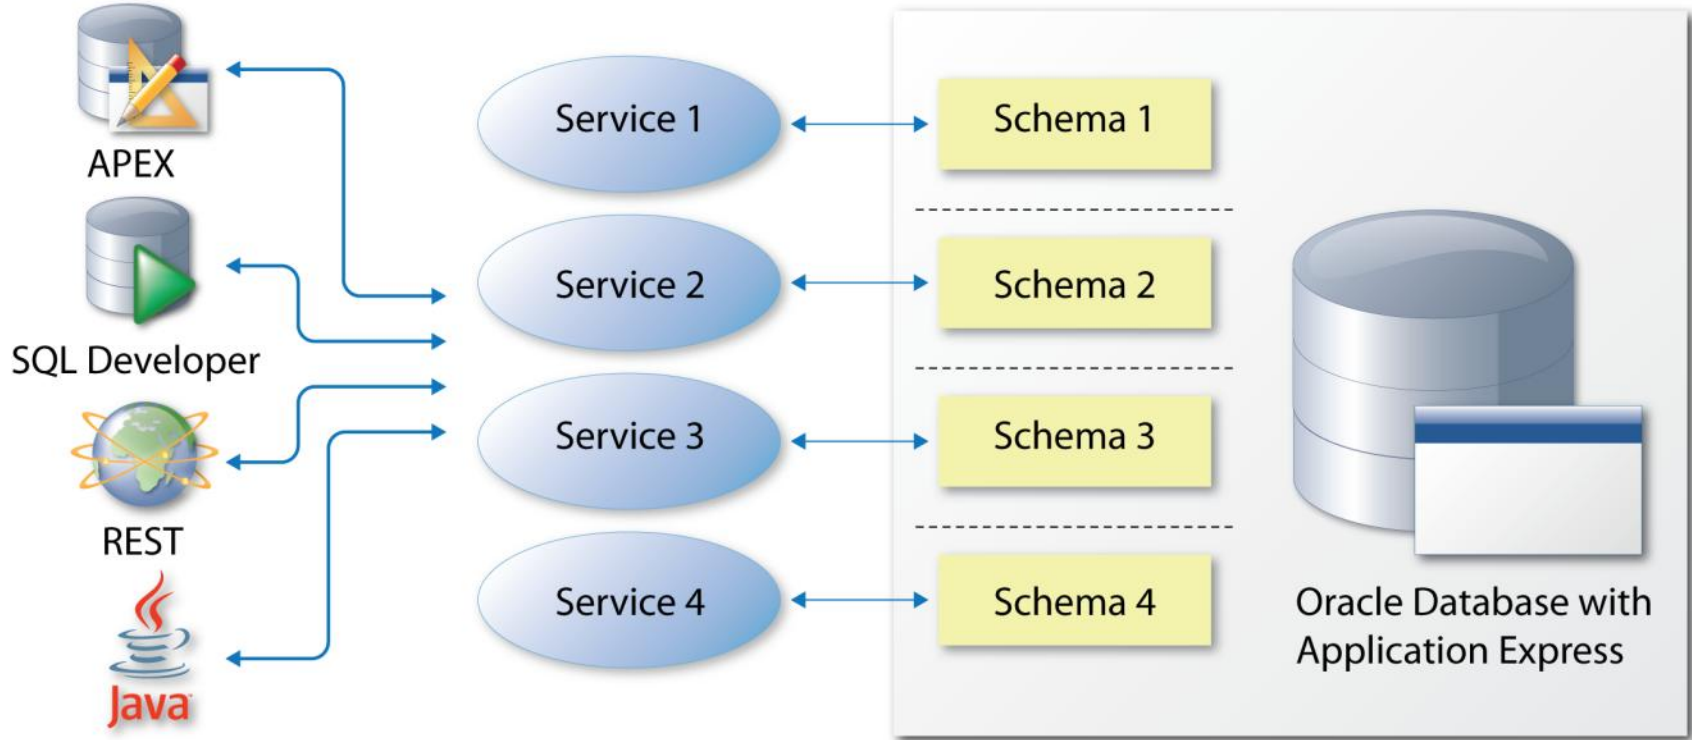 APEX
SQL Developer
REST
Java
Service 1
Service 2
Service 3
Service 4
Schema 1
Schema 2
Schema 3
Schema 4
Oracle Database with
Application Express